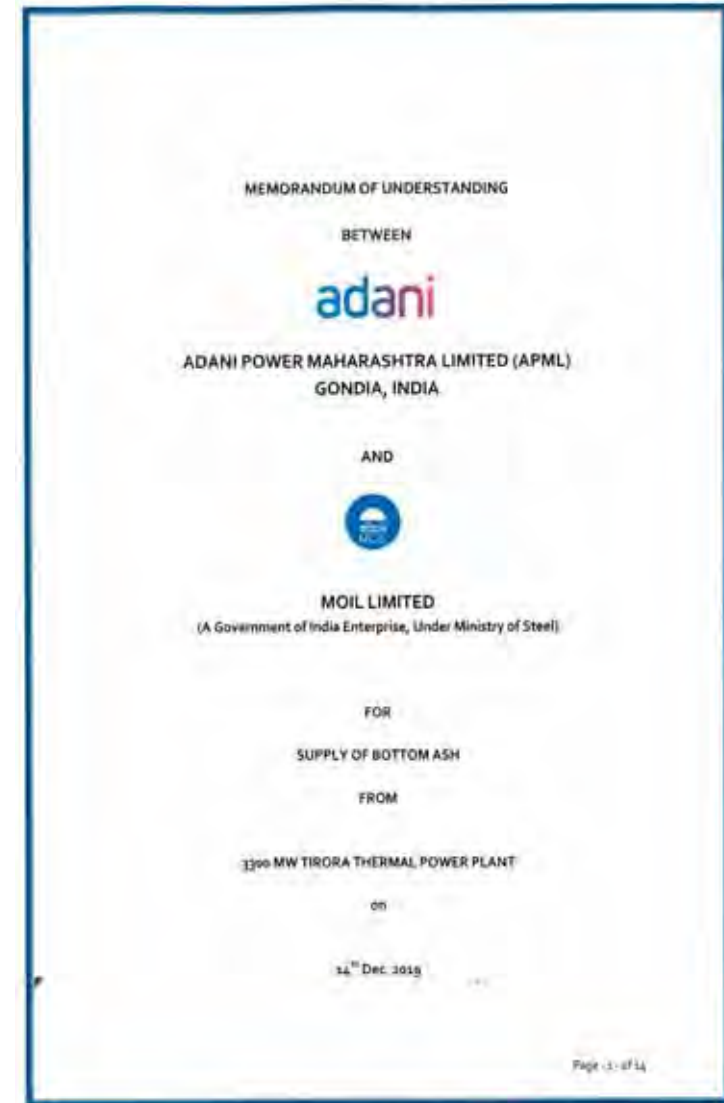 MEMORANDUM OF UNDERSTANDING
BETWEEN
adani
ADANI POWER MAHARASHTRA LIMITED (APML)
GONDIA, INDIA
AND
MOIL
MOIL LIMITED
(A Government of India Enterprise, Under Ministry of Steel)
FOR
SUPPLY OF BOTTOM ASH
FROM
3300 MW TIRORA THERMAL POWER PLANT
on
14th Dec. 2019
Page -1- of 14